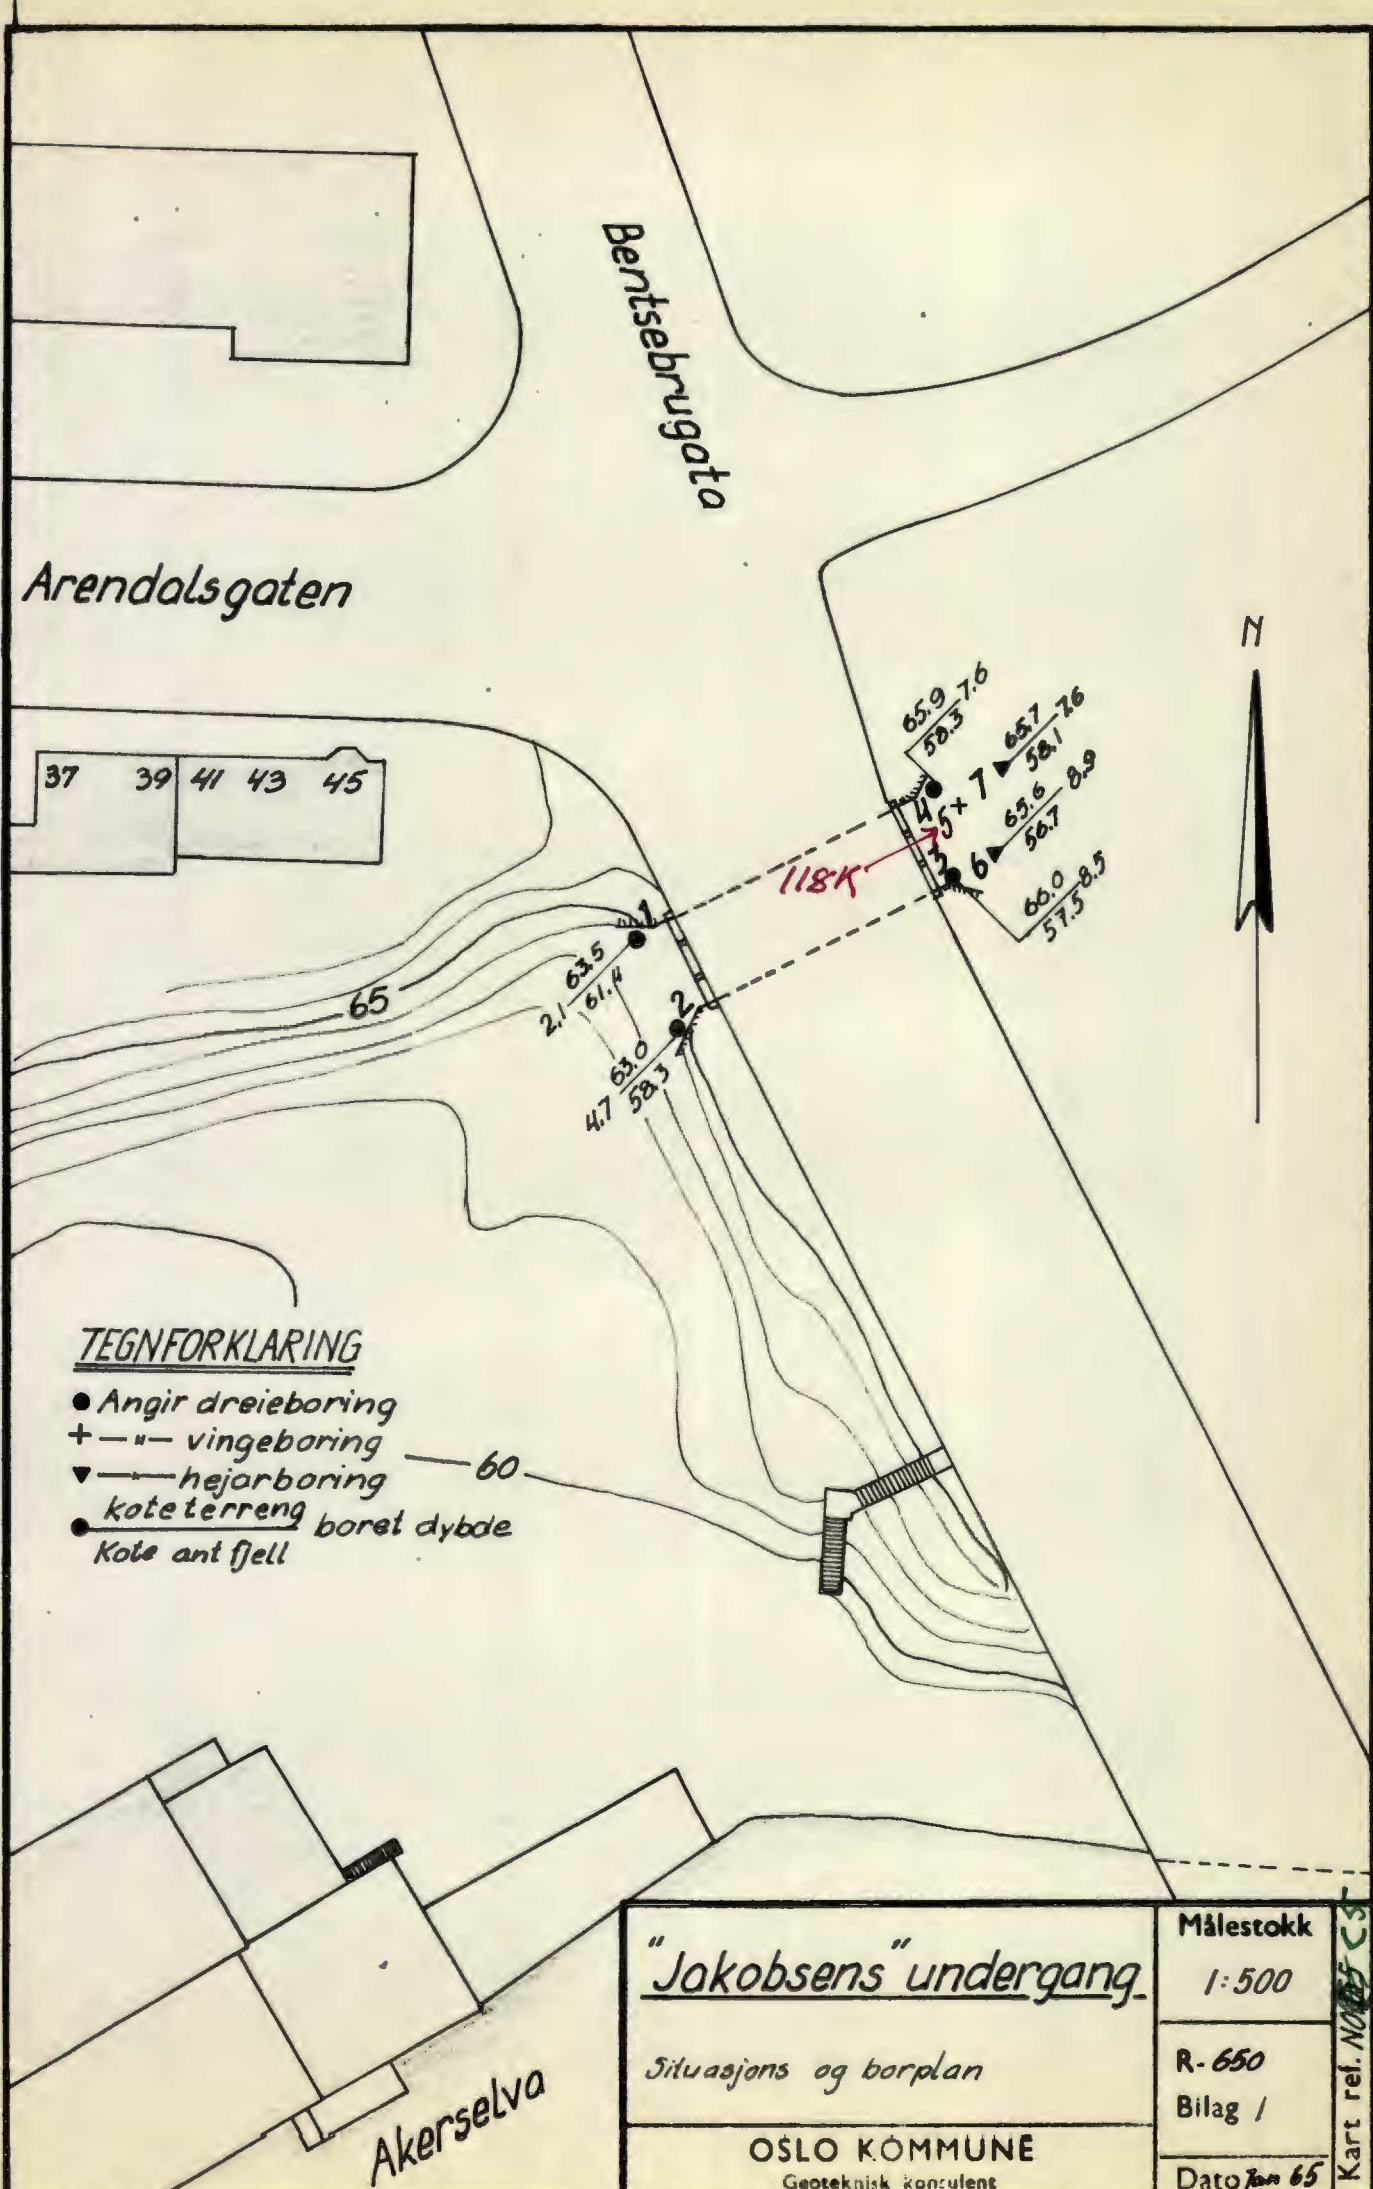 Bentsebrugata
Arendalsgaten
N
37 39 41 43 45
65.9
58.3
7.6
65.7
58.1
7.6
65.6
56.7
8.9
66.0
57.5
8.5
4
5 7
3 6
118K
1
63.5
61.4
2.1
2
63.0
58.3
4.7
65
TEGNFORKLARING
Angir dreieboring
— " — vingeboring
— " — hejarboring
kote terreng
boret dybde
Kote ant fjell
60
Akerselva
"Jakobsens" undergang
Situasjons og borplan
OSLO KOMMUNE
Geoteknisk konsulent
Målestokk
1:500
R-650
Bilag 1
Dato Jan 65
Kart ref.